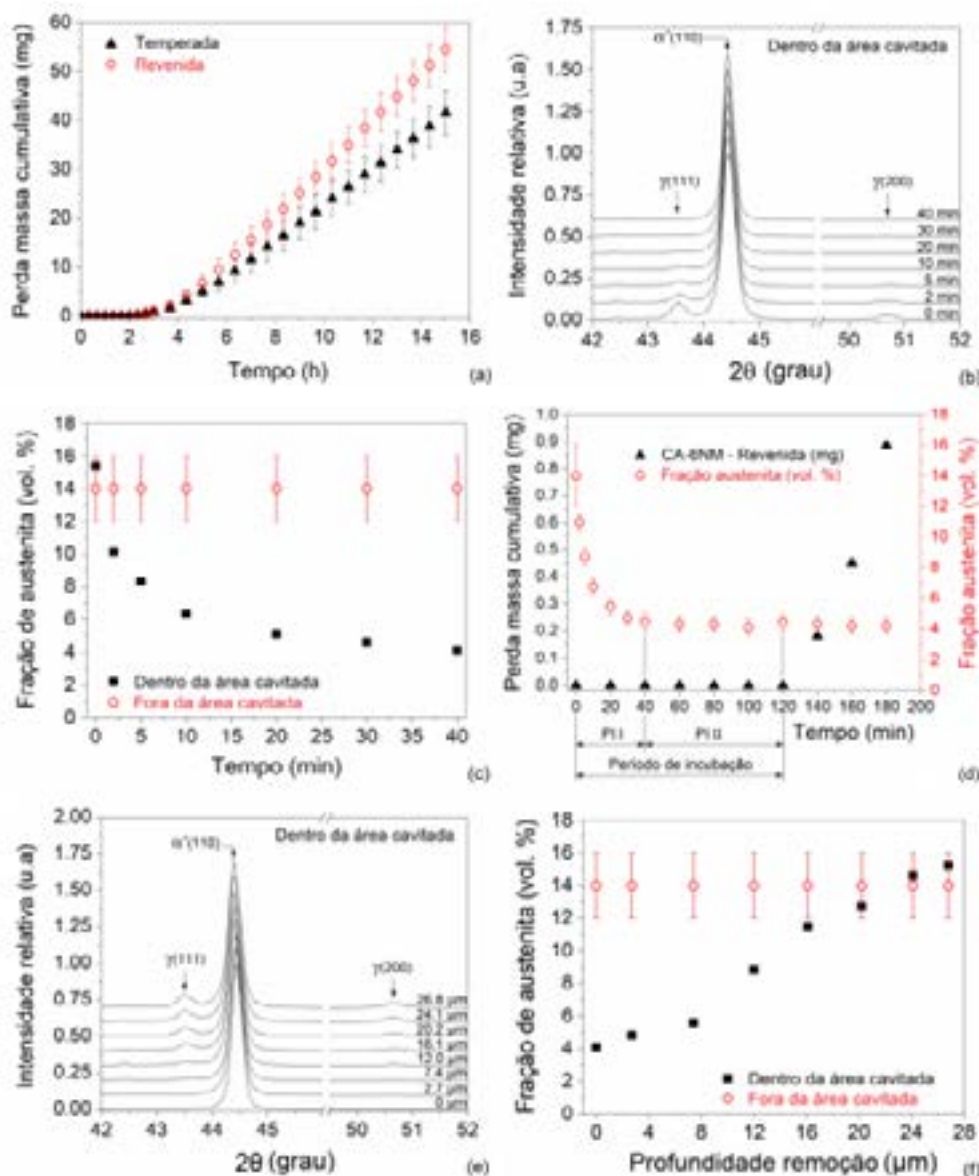 Perda massa cumulativa (mg)
60
50
40
30
20
10
0
Temperada
Revenida
0 2 4 6 8 10 12 14 16
Tempo (h)
(a)
Intensidade relativa (u.a)
1.75
1.50
1.25
1.00
0.75
0.50
0.25
0.00
α'(110)
Dentro da área cavitada
γ(111)
γ(200)
40 min
30 min
20 min
10 min
5 min
2 min
0 min
42 43 44 45 50 51 52
2θ (grau)
(b)
Fração de austenita (vol. %)
18
16
14
12
10
8
6
4
2
0
Dentro da área cavitada
Fora da área cavitada
0 5 10 15 20 25 30 35 40
Tempo (min)
(c)
Perda massa cumulativa (mg)
1.0
0.9
0.8
0.7
0.6
0.5
0.4
0.3
0.2
0.1
0.0
CA-6NM - Revenida (mg)
Fração austenita (vol. %)
18
16
14
12
10
8
6
4
2
0
Fração austenita (vol. %)
0 20 40 60 80 100 120 140 160 180 200
PI I
PI II
Tempo (min)
Período de incubação
(d)
Intensidade relativa (u.a)
2.00
1.75
1.50
1.25
1.00
0.75
0.50
0.25
0.00
α'(110)
Dentro da área cavitada
γ(111)
γ(200)
26.8 µm
24.1 µm
20.2 µm
16.1 µm
12.0 µm
7.4 µm
2.7 µm
0 µm
42 43 44 45 50 51 52
2θ (grau)
(e)
Fração de austenita (vol. %)
18
16
14
12
10
8
6
4
2
0
Dentro da área cavitada
Fora da área cavitada
0 4 8 12 16 20 24 28
Profundidade remoção (µm)
(f)